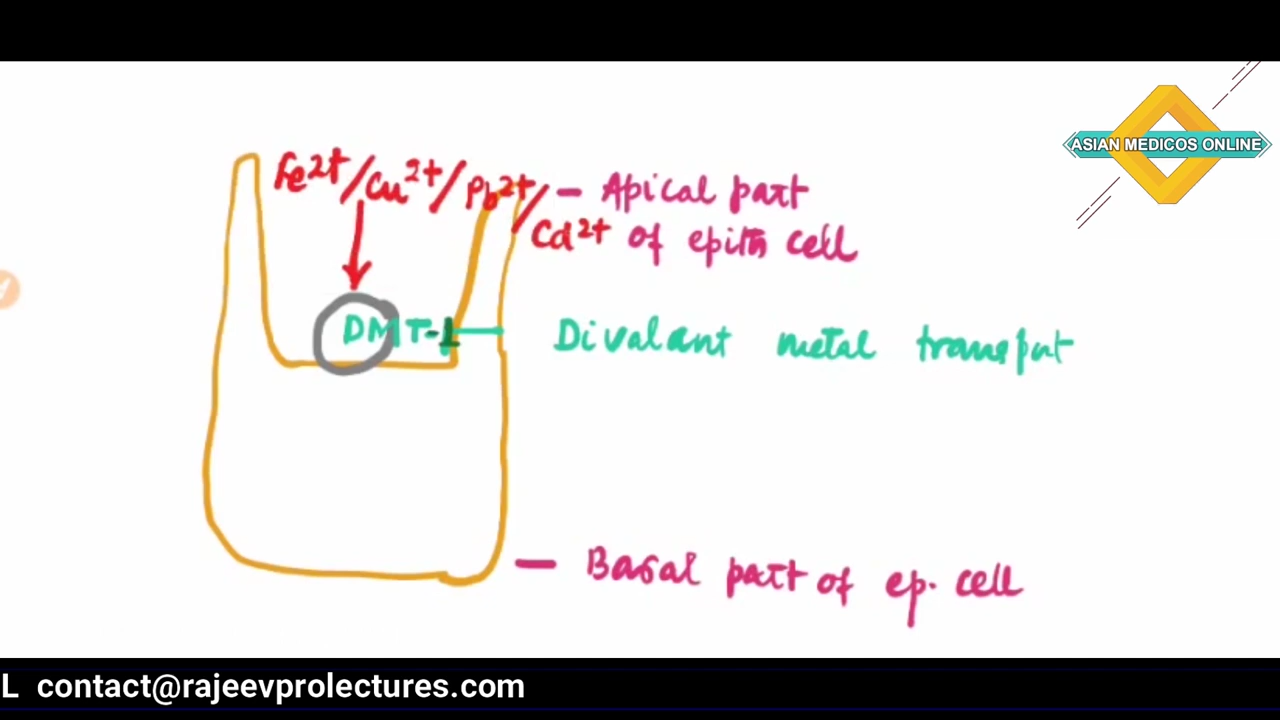 ASIAN MEDICOS ONLINE
Fe2+/Cu2+/Pb2+/Cd2+
– Apical part
of epith cell
DMT-1 — Divalant metal transport
– Basal part of ep. cell
L contact@rajeevprolectures.com